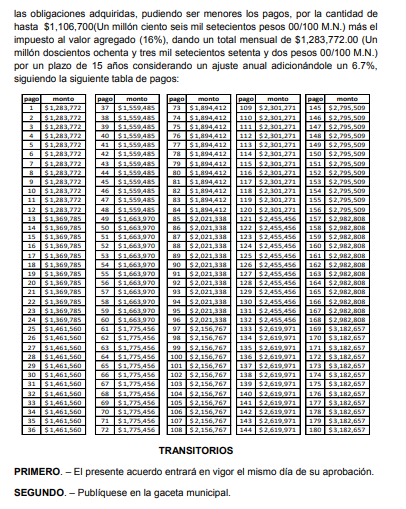 las obligaciones adquiridas, pudiendo ser menores los pagos, por la cantidad de
hasta $1,106,700(Un millón ciento seis mil setecientos pesos 00/100 M.N.) más el
impuesto al valor agregado (16%), dando un total mensual de $1,283,772.00 (Un
millón doscientos ochenta y tres mil setecientos setenta y dos pesos 00/100 M.N.)
por un plazo de 15 años considerando un ajuste anual adicionándole un 6.7%,
siguiendo la siguiente tabla de pagos:
pago monto pago monto pago monto pago monto pago monto
1 $1,283,772 37 $1,559,485 73 $1,894,412 109 $2,301,271 145 $2,795,509
2 $1,283,772 38 $1,559,485 74 $1,894,412 110 $2,301,271 146 $2,795,509
3 $1,283,772 39 $1,559,485 75 $1,894,412 111 $2,301,271 147 $2,795,509
4 $1,283,772 40 $1,559,485 76 $1,894,412 112 $2,301,271 148 $2,795,509
5 $1,283,772 41 $1,559,485 77 $1,894,412 113 $2,301,271 149 $2,795,509
6 $1,283,772 42 $1,559,485 78 $1,894,412 114 $2,301,271 150 $2,795,509
7 $1,283,772 43 $1,559,485 79 $1,894,412 115 $2,301,271 151 $2,795,509
8 $1,283,772 44 $1,559,485 80 $1,894,412 116 $2,301,271 152 $2,795,509
9 $1,283,772 45 $1,559,485 81 $1,894,412 117 $2,301,271 153 $2,795,509
10 $1,283,772 46 $1,559,485 82 $1,894,412 118 $2,301,271 154 $2,795,509
11 $1,283,772 47 $1,559,485 83 $1,894,412 119 $2,301,271 155 $2,795,509
12 $1,283,772 48 $1,559,485 84 $1,894,412 120 $2,301,271 156 $2,795,509
13 $1,369,785 49 $1,663,970 85 $2,021,338 121 $2,455,456 157 $2,982,808
14 $1,369,785 50 $1,663,970 86 $2,021,338 122 $2,455,456 158 $2,982,808
15 $1,369,785 51 $1,663,970 87 $2,021,338 123 $2,455,456 159 $2,982,808
16 $1,369,785 52 $1,663,970 88 $2,021,338 124 $2,455,456 160 $2,982,808
17 $1,369,785 53 $1,663,970 89 $2,021,338 125 $2,455,456 161 $2,982,808
18 $1,369,785 54 $1,663,970 90 $2,021,338 126 $2,455,456 162 $2,982,808
19 $1,369,785 55 $1,663,970 91 $2,021,338 127 $2,455,456 163 $2,982,808
20 $1,369,785 56 $1,663,970 92 $2,021,338 128 $2,455,456 164 $2,982,808
21 $1,369,785 57 $1,663,970 93 $2,021,338 129 $2,455,456 165 $2,982,808
22 $1,369,785 58 $1,663,970 94 $2,021,338 130 $2,455,456 166 $2,982,808
23 $1,369,785 59 $1,663,970 95 $2,021,338 131 $2,455,456 167 $2,982,808
24 $1,369,785 60 $1,663,970 96 $2,021,338 132 $2,455,456 168 $2,982,808
25 $1,461,560 61 $1,775,456 97 $2,156,767 133 $2,619,971 169 $3,182,657
26 $1,461,560 62 $1,775,456 98 $2,156,767 134 $2,619,971 170 $3,182,657
27 $1,461,560 63 $1,775,456 99 $2,156,767 135 $2,619,971 171 $3,182,657
28 $1,461,560 64 $1,775,456 100 $2,156,767 136 $2,619,971 172 $3,182,657
29 $1,461,560 65 $1,775,456 101 $2,156,767 137 $2,619,971 173 $3,182,657
30 $1,461,560 66 $1,775,456 102 $2,156,767 138 $2,619,971 174 $3,182,657
31 $1,461,560 67 $1,775,456 103 $2,156,767 139 $2,619,971 175 $3,182,657
32 $1,461,560 68 $1,775,456 104 $2,156,767 140 $2,619,971 176 $3,182,657
33 $1,461,560 69 $1,775,456 105 $2,156,767 141 $2,619,971 177 $3,182,657
34 $1,461,560 70 $1,775,456 106 $2,156,767 142 $2,619,971 178 $3,182,657
35 $1,461,560 71 $1,775,456 107 $2,156,767 143 $2,619,971 179 $3,182,657
36 $1,461,560 72 $1,775,456 108 $2,156,767 144 $2,619,971 180 $3,182,657
TRANSITORIOS
PRIMERO. – El presente acuerdo entrará en vigor el mismo día de su aprobación.
SEGUNDO. – Publíquese en la gaceta municipal.